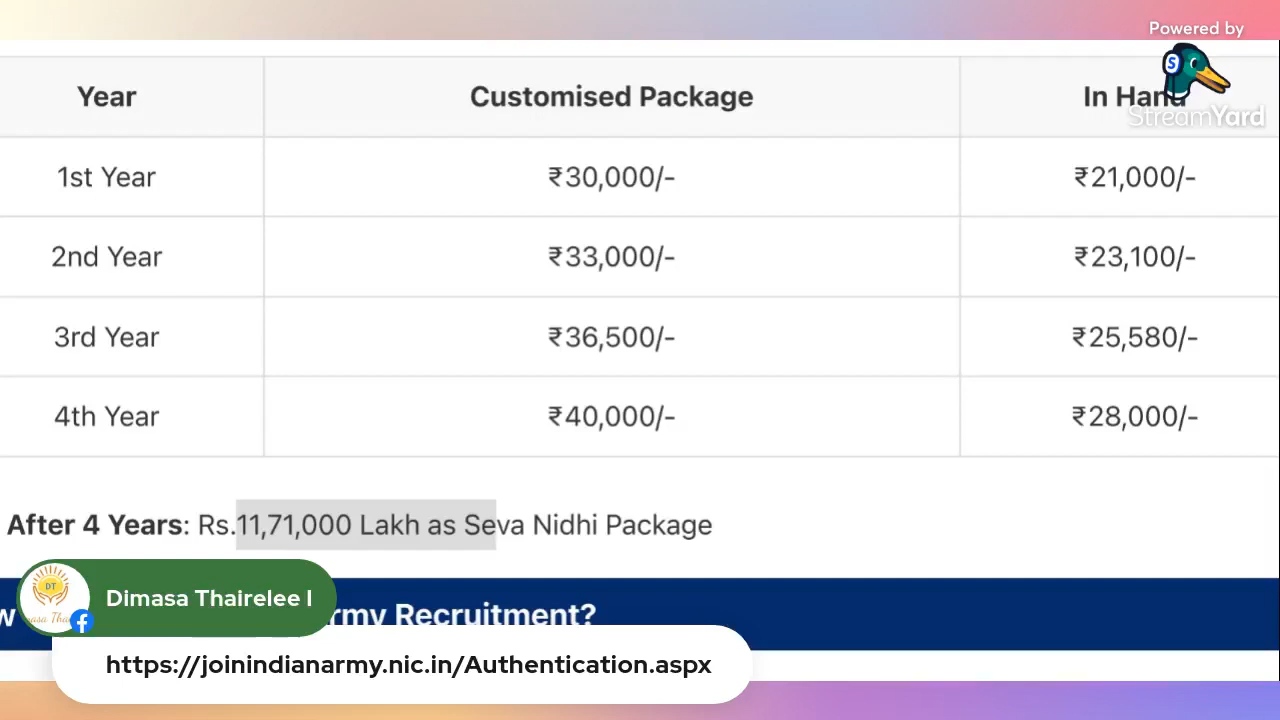 Powered by
StreamYard
Year Customised Package In Hand
1st Year ₹30,000/- ₹21,000/-
2nd Year ₹33,000/- ₹23,100/-
3rd Year ₹36,500/- ₹25,580/-
4th Year ₹40,000/- ₹28,000/-
After 4 Years: Rs.11,71,000 Lakh as Seva Nidhi Package
Army Recruitment?
DT
Dimasa Thairelee I
https://joinindianarmy.nic.in/Authentication.aspx